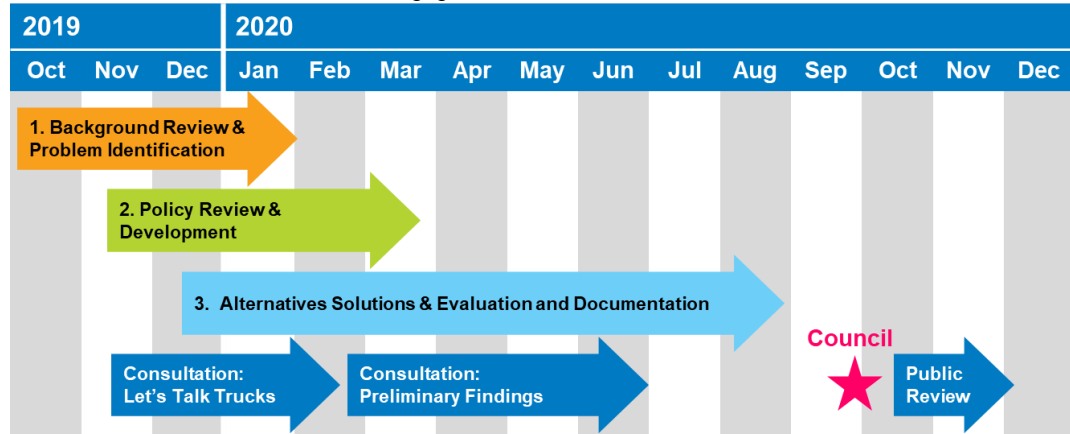 2019 2020
Oct Nov Dec Jan Feb Mar Apr May Jun Jul Aug Sep Oct Nov Dec
1. Background Review &
Problem Identification
2. Policy Review &
Development
3. Alternatives Solutions & Evaluation and Documentation
Council
Consultation:
Let's Talk Trucks
Consultation:
Preliminary Findings
Public
Review